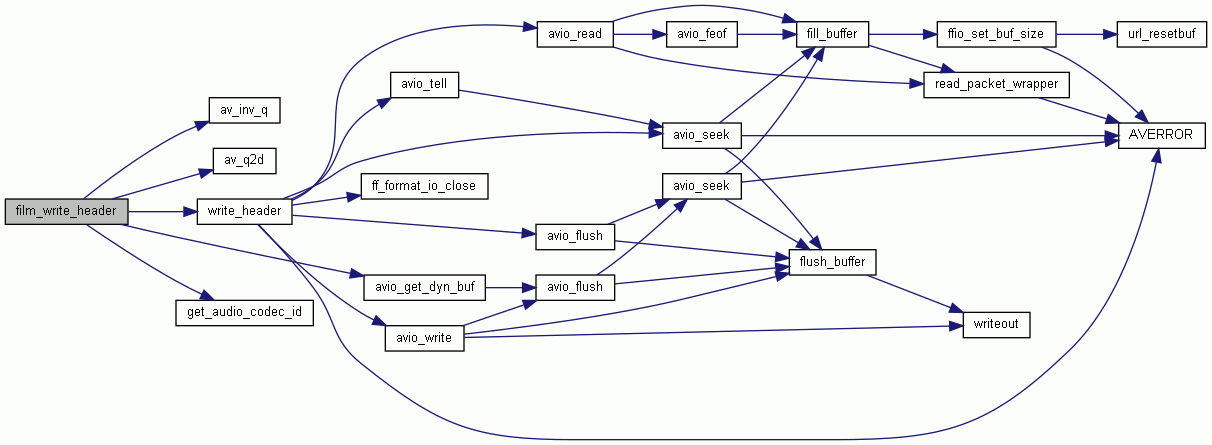 film_write_header
av_inv_q
av_q2d
write_header
get_audio_codec_id
avio_tell
ff_format_io_close
avio_get_dyn_buf
avio_write
avio_read
avio_flush
avio_flush
avio_feof
avio_seek
avio_seek
fill_buffer
flush_buffer
ffio_set_buf_size
read_packet_wrapper
writeout
url_resetbuf
AVERROR